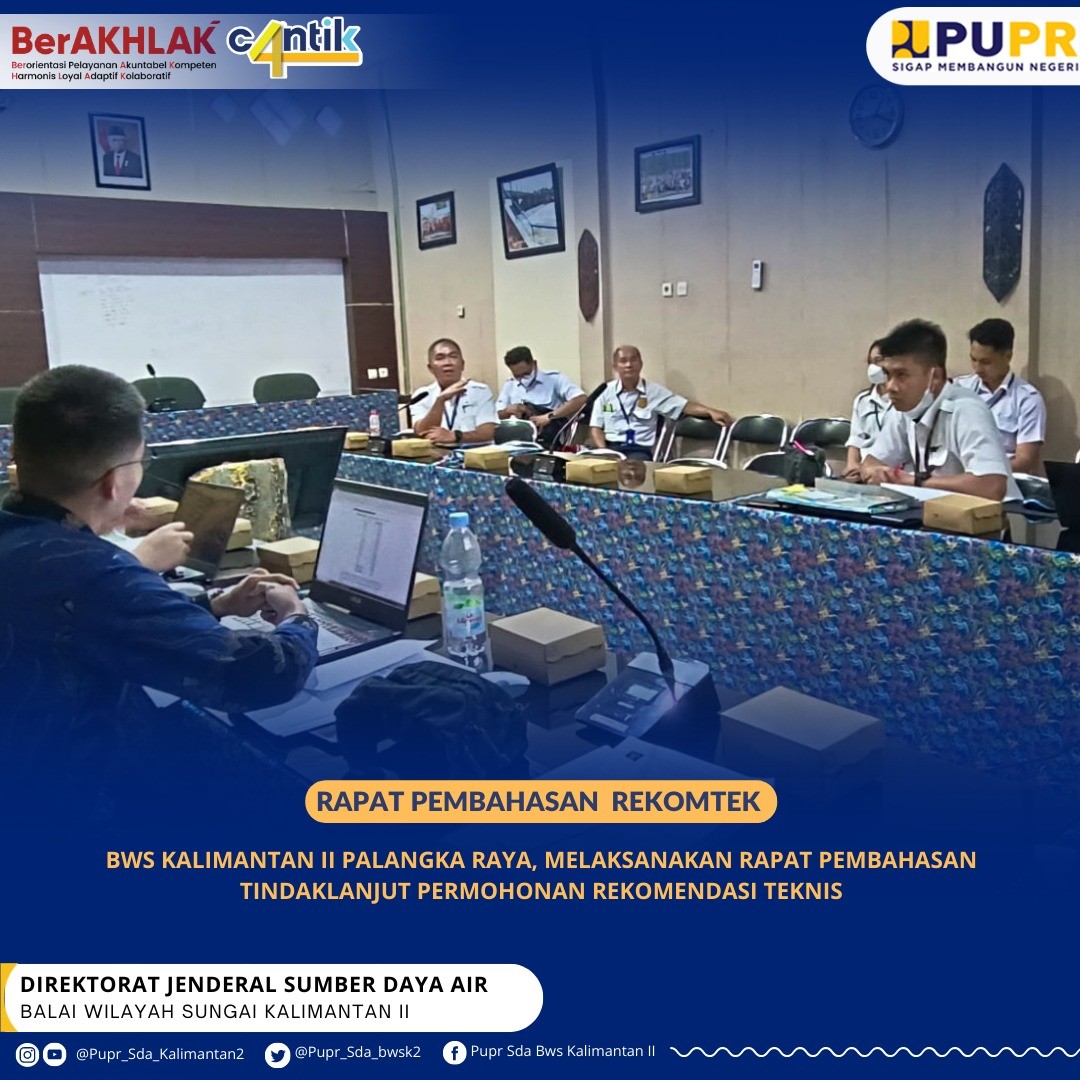 BerAKHLAK
Berorientasi Pelayanan Akuntabel Kompeten
Harmonis Loyal Adaptif Kolaboratif
c4ntik
PUPR
SIGAP MEMBANGUN NEGERI
RAPAT PEMBAHASAN REKOMTEK
BWS KALIMANTAN II PALANGKA RAYA, MELAKSANAKAN RAPAT PEMBAHASAN
TINDAKLANJUT PERMOHONAN REKOMENDASI TEKNIS
DIREKTORAT JENDERAL SUMBER DAYA AIR
BALAI WILAYAH SUNGAI KALIMANTAN II
@Pupr_Sda_Kalimantan2 @Pupr_Sda_bwsk2 Pupr Sda Bws Kalimantan II